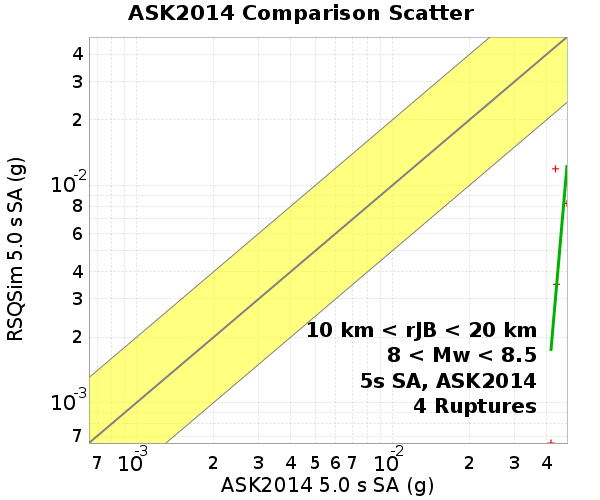 ASK2014 Comparison Scatter
RSQSim 5.0 s SA (g)
4
3
2
10-2
8
6
4
3
2
10-3
7
10 km < rJB < 20 km
8 < Mw < 8.5
5s SA, ASK2014
4 Ruptures
7 10-3 2 3 4 5 6 7 10-2 2 3 4
ASK2014 5.0 s SA (g)